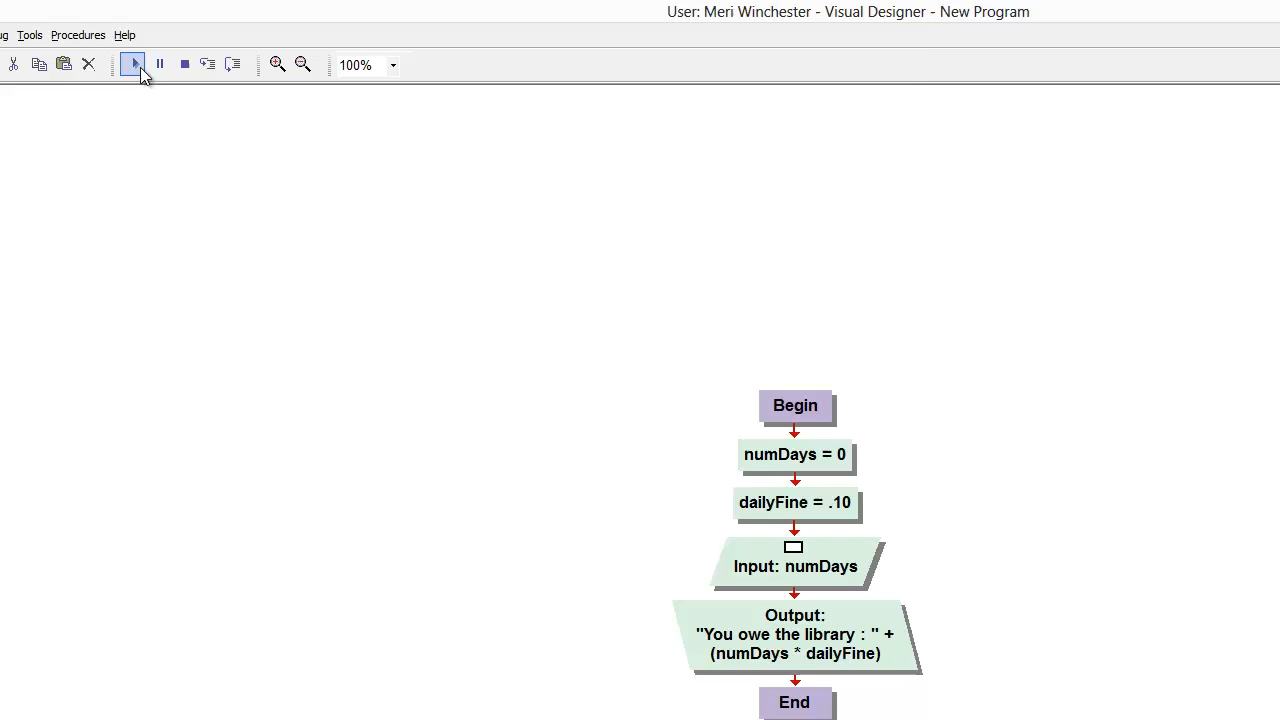 User: Meri Winchester - Visual Designer - New Program
ug Tools Procedures Help
100%
Begin
numDays = 0
dailyFine = .10
Input: numDays
Output:
"You owe the library : " +
(numDays * dailyFine)
End